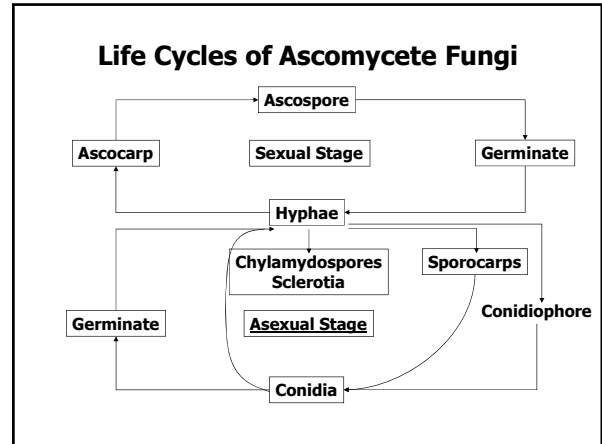 Life Cycles of Ascomycete Fungi
Ascospore
Ascocarp
Sexual Stage
Germinate
Hyphae
Chylamydospores
Sclerotia
Sporocarps
Conidiophore
Germinate
Asexual Stage
Conidia